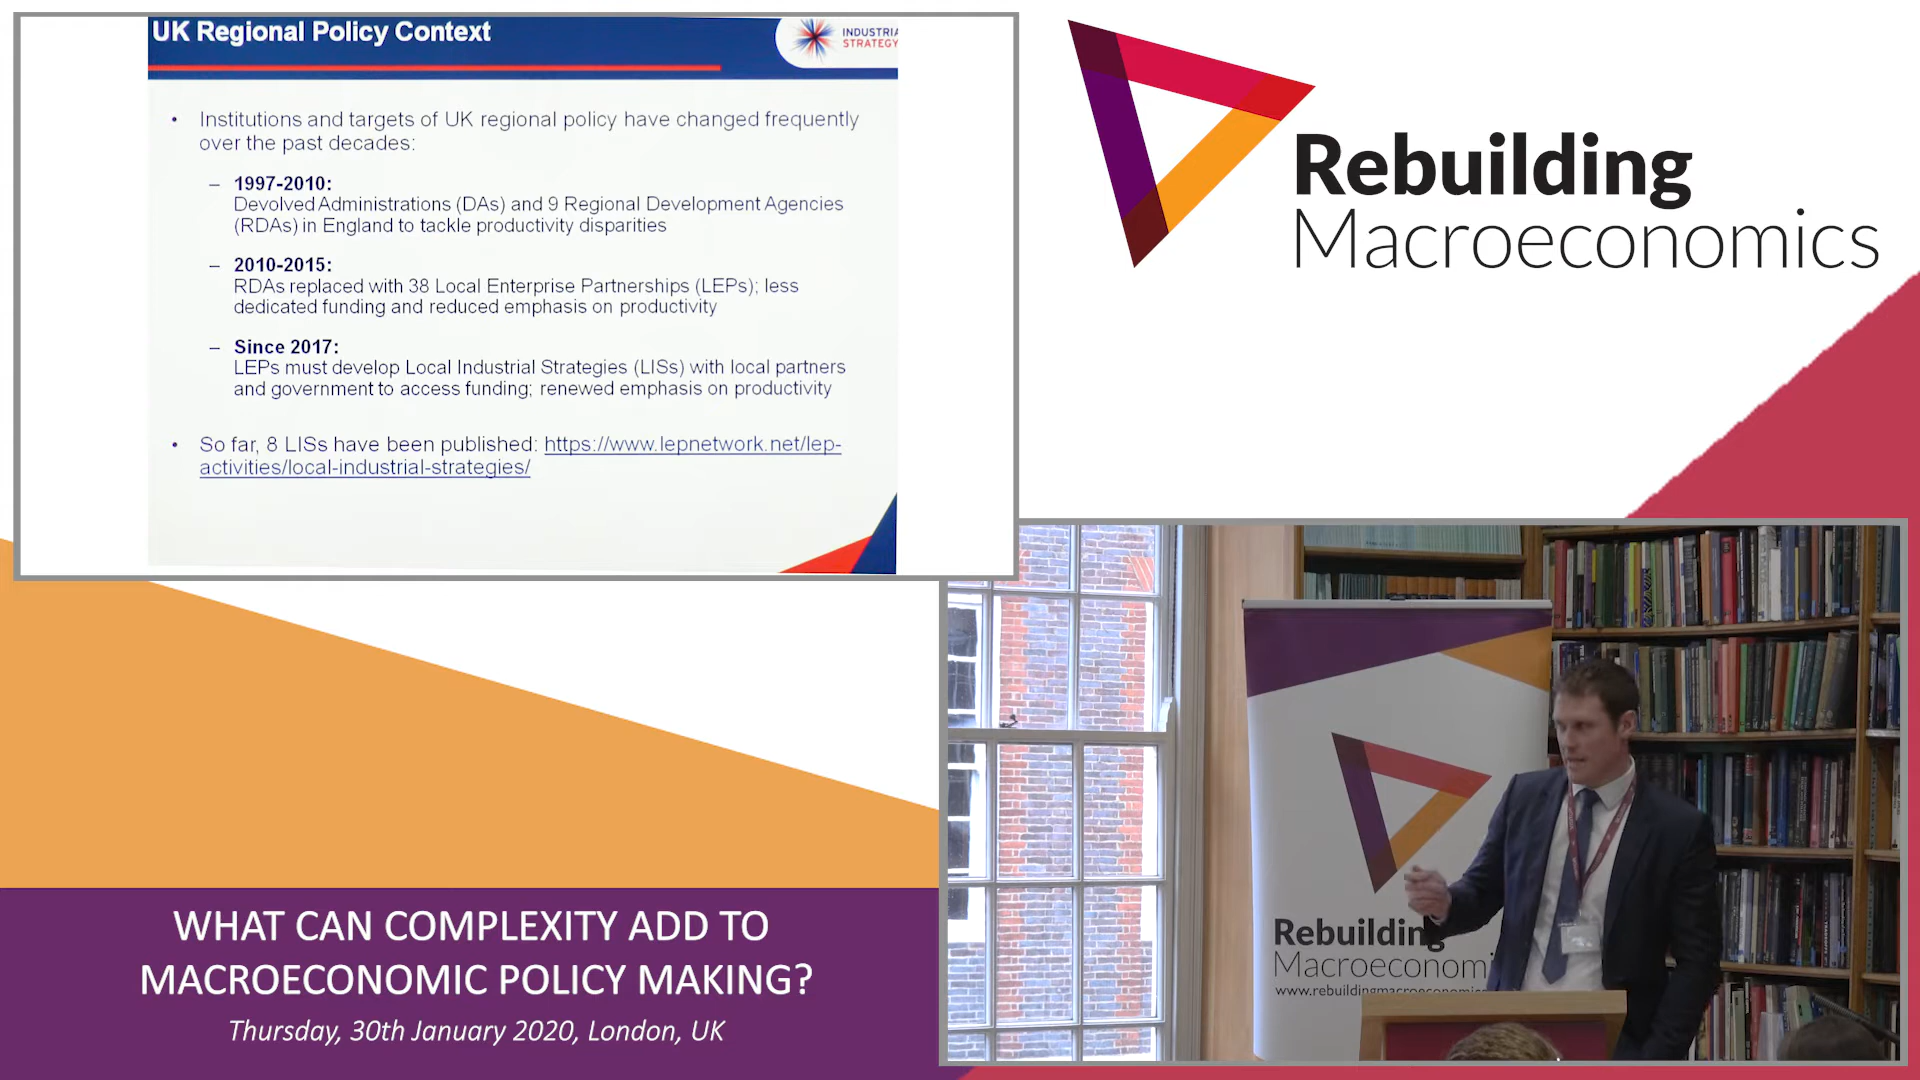 UK Regional Policy Context
INDUSTRIA
STRATEGY
• Institutions and targets of UK regional policy have changed frequently
over the past decades:
– 1997-2010:
Devolved Administrations (DAs) and 9 Regional Development Agencies
(RDAs) in England to tackle productivity disparities
– 2010-2015:
RDAs replaced with 38 Local Enterprise Partnerships (LEPs); less
dedicated funding and reduced emphasis on productivity
– Since 2017:
LEPs must develop Local Industrial Strategies (LISs) with local partners
and government to access funding; renewed emphasis on productivity
• So far, 8 LISs have been published: https://www.lepnetwork.net/lep-
activities/local-industrial-strategies/
Rebuilding
Macroeconomics
WHAT CAN COMPLEXITY ADD TO
MACROECONOMIC POLICY MAKING?
Thursday, 30th January 2020, London, UK
Rebuilding
Macroeconomi
www.rebuildingmacroeconomics